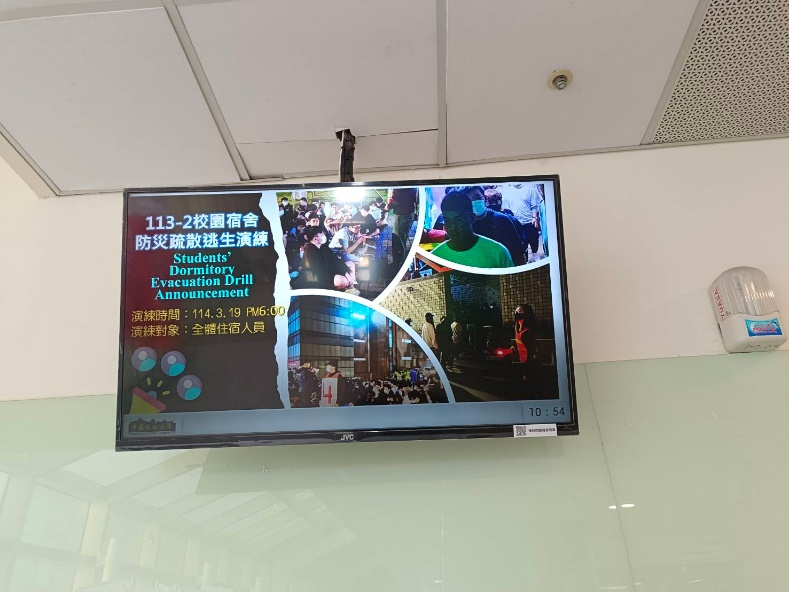 113-2校園宿舍
防災疏散逃生演練
Students'
Dormitory
Evacuation Drill
Announcement
演練時間：114.3.19 PM6:00
演練對象：全體住宿人員
4
10:54
JVC